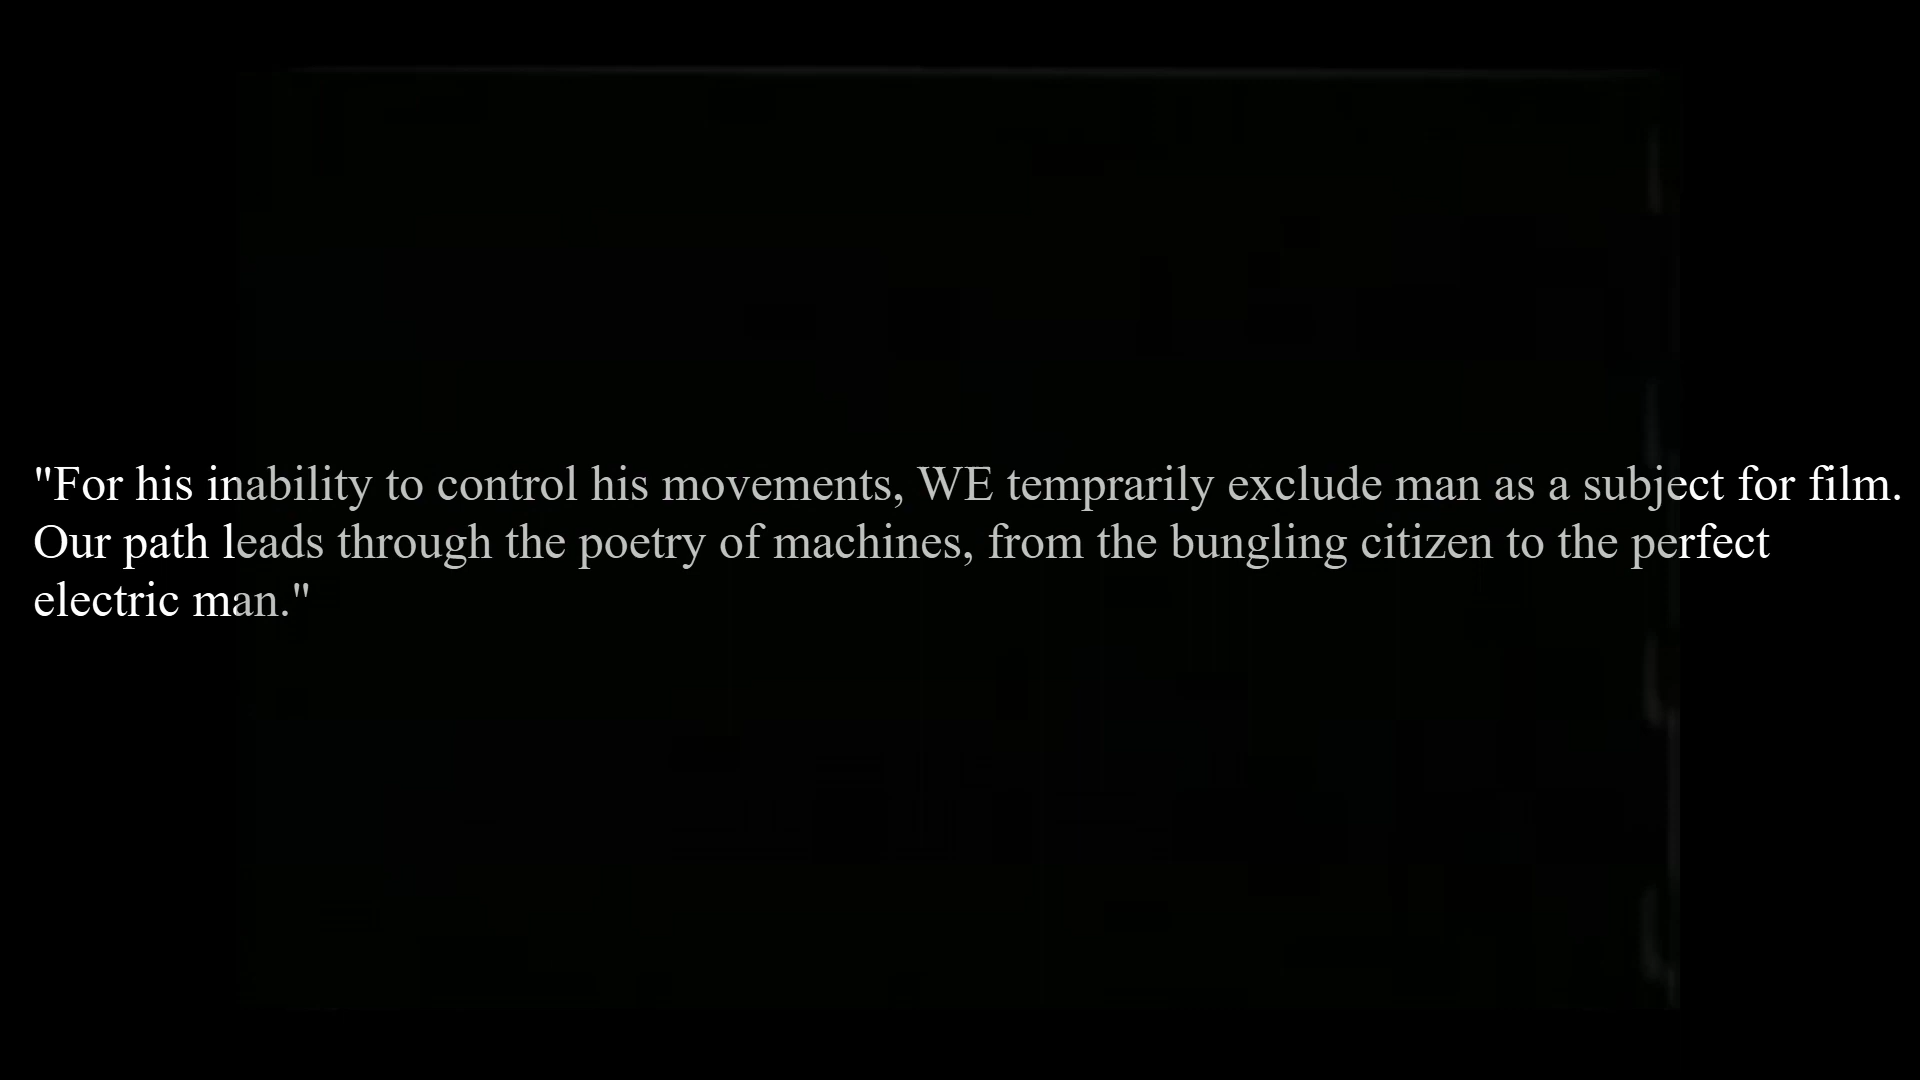 "For his inability to control his movements, WE temprarily exclude man as a subject for film.
Our path leads through the poetry of machines, from the bungling citizen to the perfect
electric man."